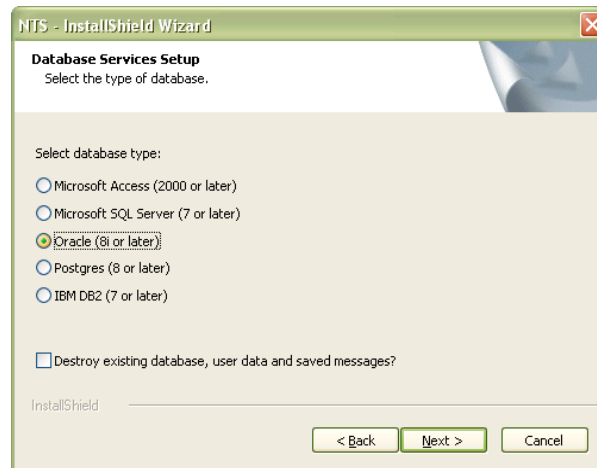 NTS - InstallShield Wizard
Database Services Setup
Select the type of database.
Select database type:
Microsoft Access (2000 or later)
Microsoft SQL Server (7 or later)
Oracle (8i or later)
Postgres (8 or later)
IBM DB2 (7 or later)
Destroy existing database, user data and saved messages?
InstallShield
< Back Next > Cancel